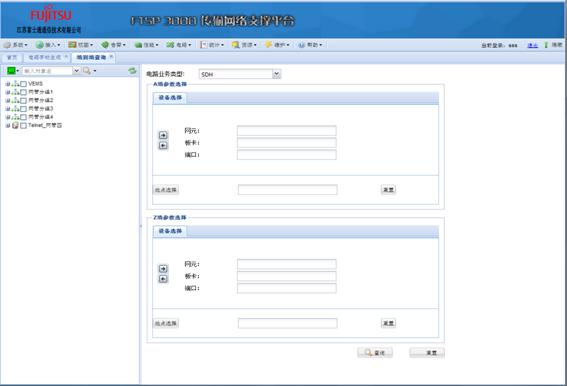 FUJITSU
江苏富士通通信技术有限公司
FTSP 3000 传输网络支撑平台
系统 接入 视图 告警 性能 电路 统计 资源 维护 帮助 当前登录: 退出 隐藏
首页 电路手动生成 端到端查询
输入对象名
VEMS
网管分组1
网管分组2
网管分组3
网管分组4
Telnet_网管四
电路业务类型: SDH
A端参数选择
设备选择
网元:
板卡:
端口:
站点选择 重置
Z端参数选择
设备选择
网元:
板卡:
端口:
站点选择 重置
查询 重置